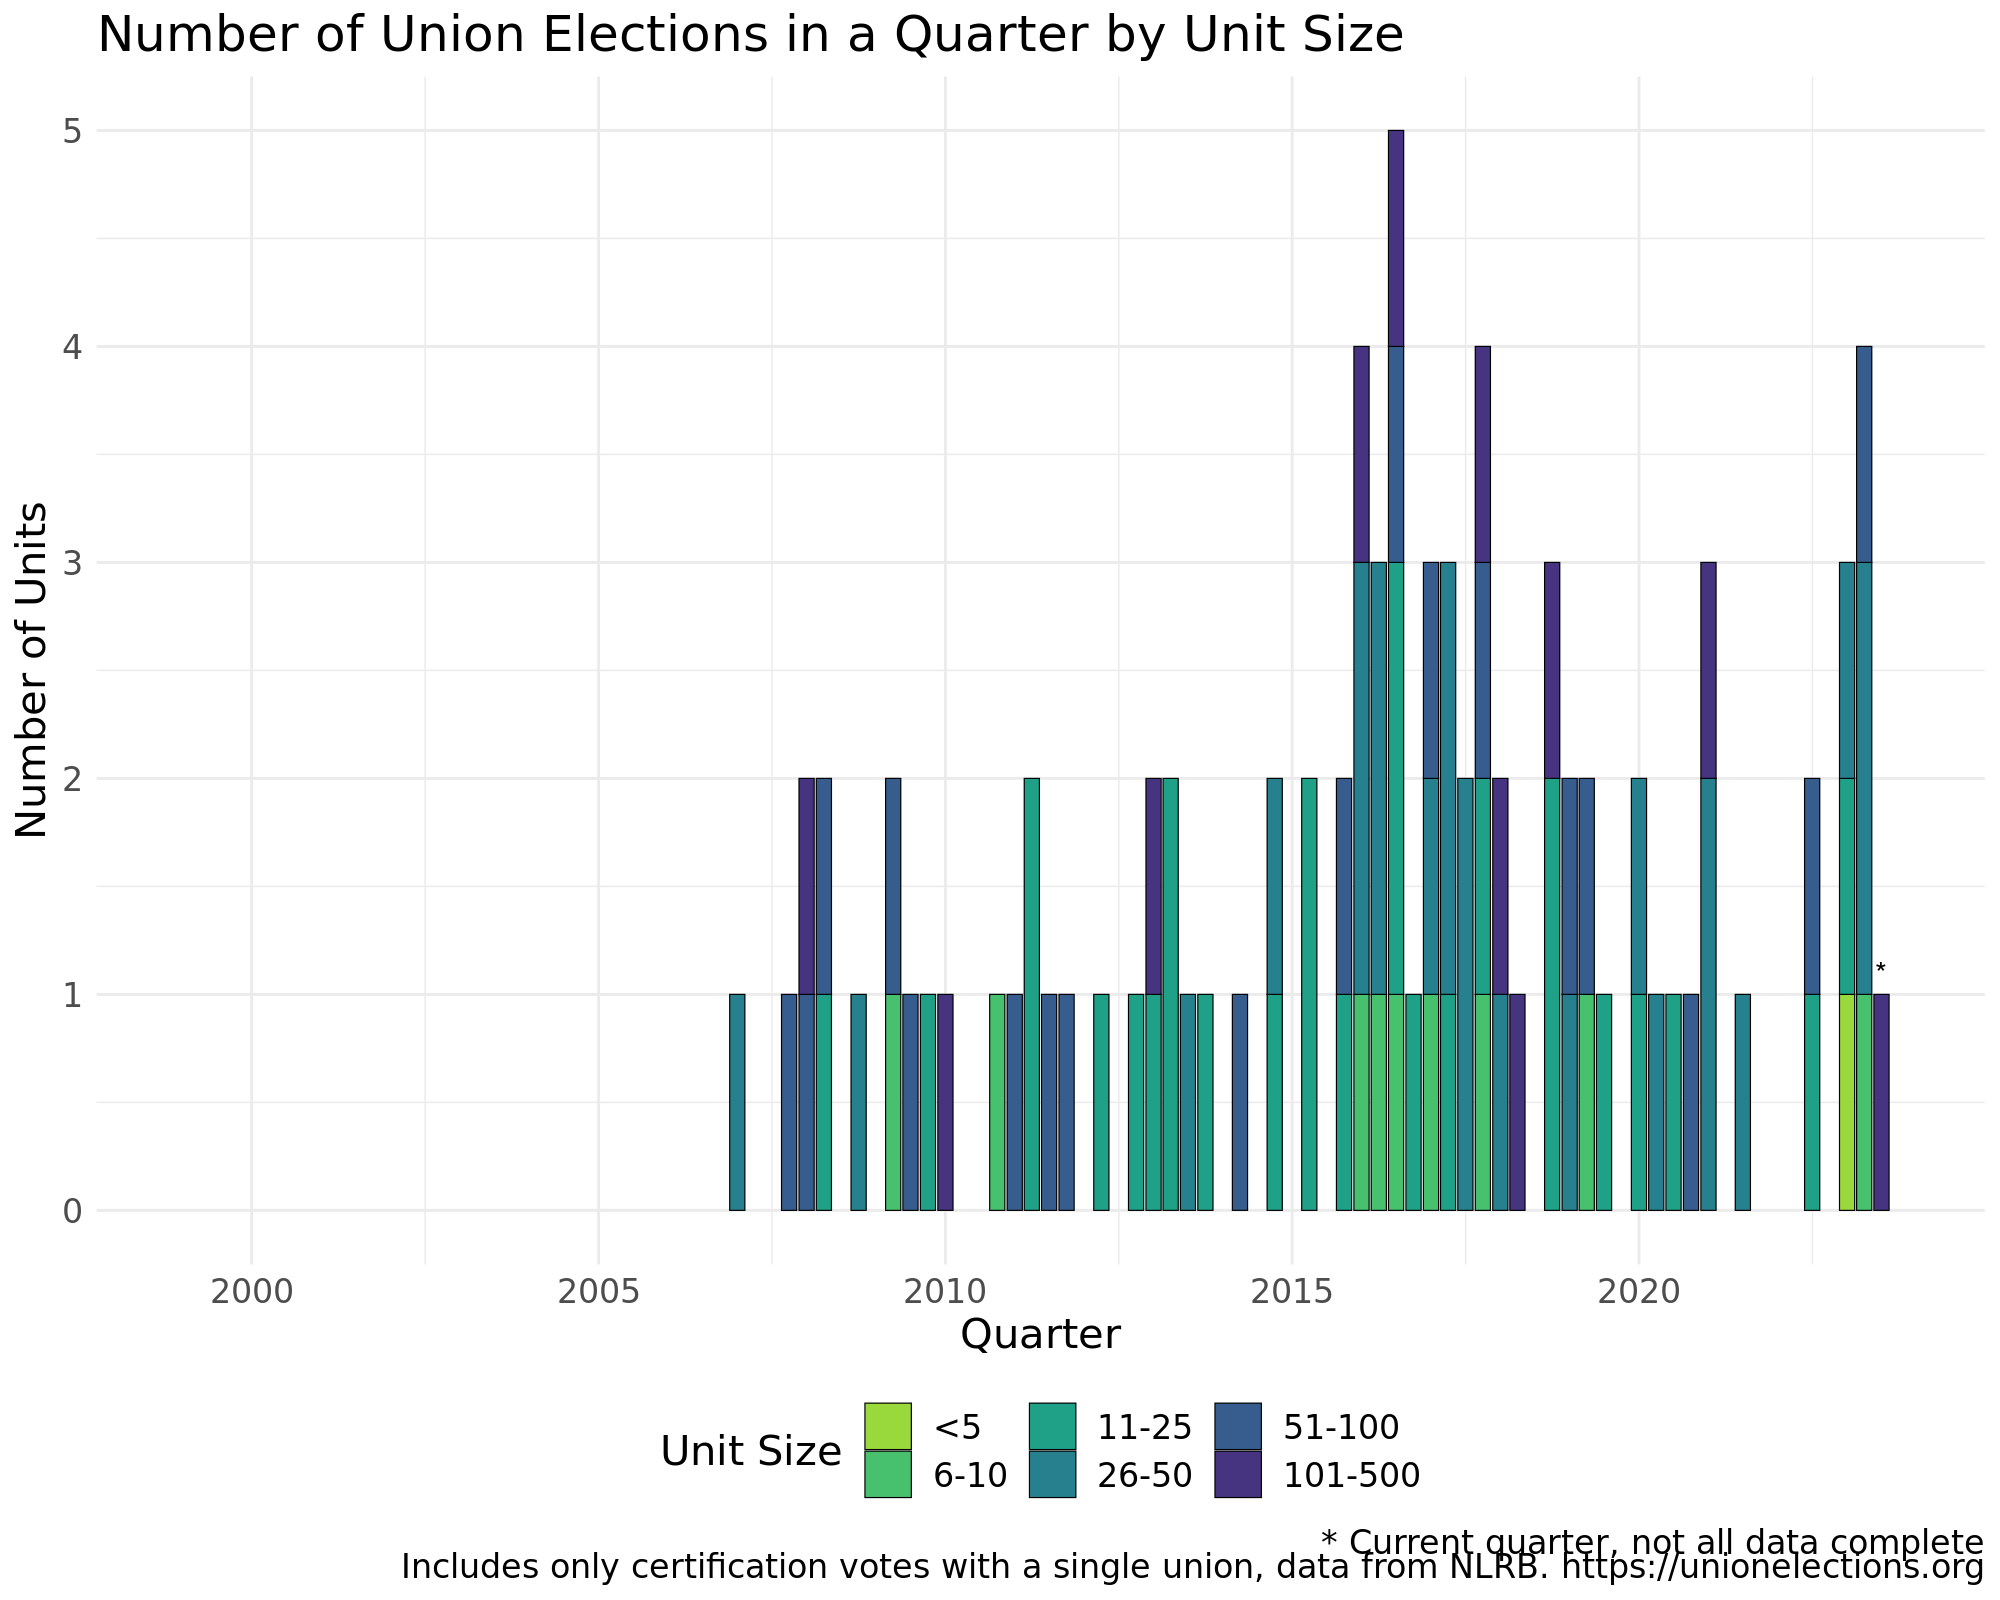 Number of Union Elections in a Quarter by Unit Size
Number of Units
5
4
3
2
1
0
*
2000 2005 2010 2015 2020
Quarter
Unit Size
<5 11-25 51-100
6-10 26-50 101-500
* Current quarter, not all data complete
Includes only certification votes with a single union, data from NLRB. https://unionelections.org